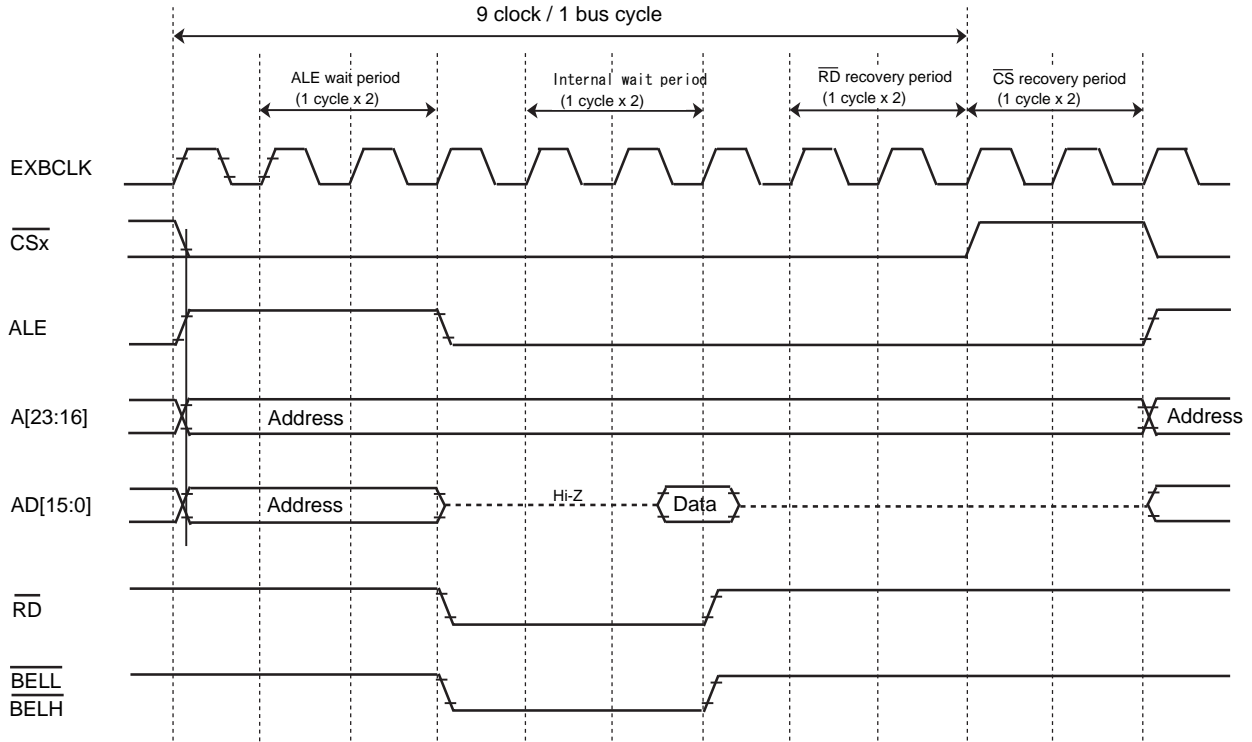 9 clock / 1 bus cycle
ALE wait period
(1 cycle x 2)
Internal wait period
(1 cycle x 2)
RD recovery period
(1 cycle x 2)
CS recovery period
(1 cycle x 2)
EXBCLK
CSx
ALE
A[23:16]
Address
Address
AD[15:0]
Address
Hi-Z
Data
RD
BELL
BELH